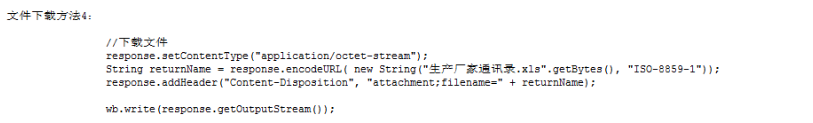 文件下载方法4：
//下载文件
response.setContentType("application/octet-stream");
String returnName = response.encodeURL( new String("生产厂家通讯录.xls".getBytes(), "ISO-8859-1"));
response.addHeader("Content-Disposition", "attachment;filename=" + returnName);
wb.write(response.getOutputStream());